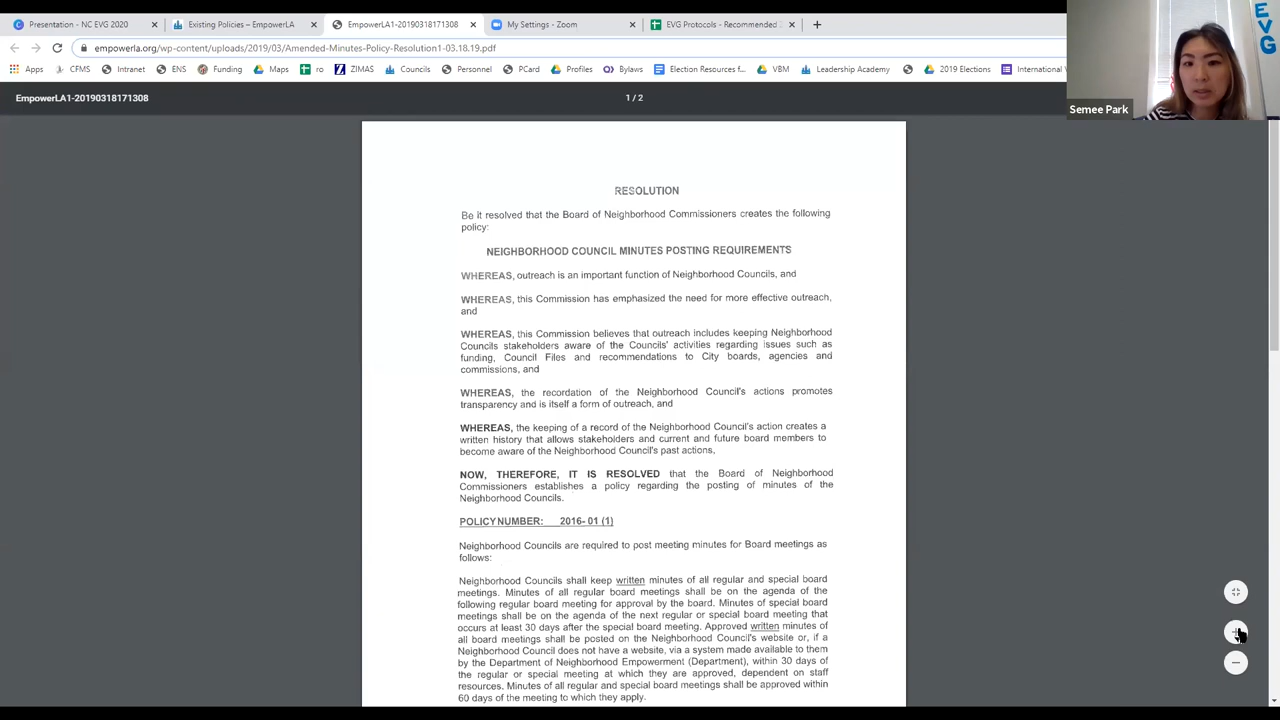 Presentation - NC EVG 2020
Existing Policies – EmpowerLA
EmpowerLA1-20190318171308
My Settings - Zoom
EVG Protocols - Recommended
empowerla.org/wp-content/uploads/2019/03/Amended-Minutes-Policy-Resolution1-03.18.19.pdf
Apps CFMS Intranet ENS Funding Maps ro ZIMAS Councils Personnel PCard Profiles Bylaws Election Resources f... VBM Leadership Academy 2019 Elections International
EmpowerLA1-20190318171308
1 / 2
EVG
Semee Park
RESOLUTION
Be it resolved that the Board of Neighborhood Commissioners creates the following
policy:
NEIGHBORHOOD COUNCIL MINUTES POSTING REQUIREMENTS
WHEREAS, outreach is an important function of Neighborhood Councils, and
WHEREAS, this Commission has emphasized the need for more effective outreach,
and
WHEREAS, this Commission believes that outreach includes keeping Neighborhood
Councils stakeholders aware of the Councils' activities regarding issues such as
funding, Council Files and recommendations to City boards, agencies and
commissions, and
WHEREAS, the recordation of the Neighborhood Council's actions promotes
transparency and is itself a form of outreach, and
WHEREAS, the keeping of a record of the Neighborhood Council's action creates a
written history that allows stakeholders and current and future board members to
become aware of the Neighborhood Council's past actions,
NOW, THEREFORE, IT IS RESOLVED that the Board of Neighborhood
Commissioners establishes a policy regarding the posting of minutes of the
Neighborhood Councils.
POLICY NUMBER: 2016- 01 (1)
Neighborhood Councils are required to post meeting minutes for Board meetings as
follows:
Neighborhood Councils shall keep written minutes of all regular and special board
meetings. Minutes of all regular board meetings shall be on the agenda of the
following regular board meeting for approval by the board. Minutes of special board
meetings shall be on the agenda of the next regular or special board meeting that
occurs at least 30 days after the special board meeting. Approved written minutes of
all board meetings shall be posted on the Neighborhood Council's website or, if a
Neighborhood Council does not have a website, via a system made available to them
by the Department of Neighborhood Empowerment (Department), within 30 days of
the regular or special meeting at which they are approved, dependent on staff
resources. Minutes of all regular and special board meetings shall be approved within
60 days of the meeting to which they apply.